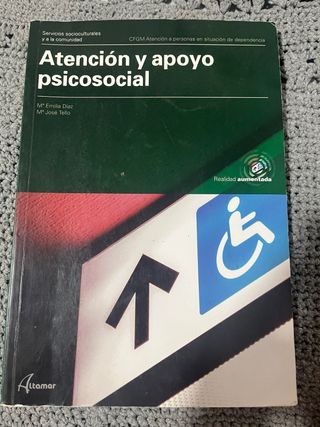 Servicios socioculturales
y a la comunidad
CFGM Atención a personas en situación de dependencia
Atención y apoyo
psicosocial
Mª Emilia Díaz
Mª José Tello
Realidad aumentada
Altamar